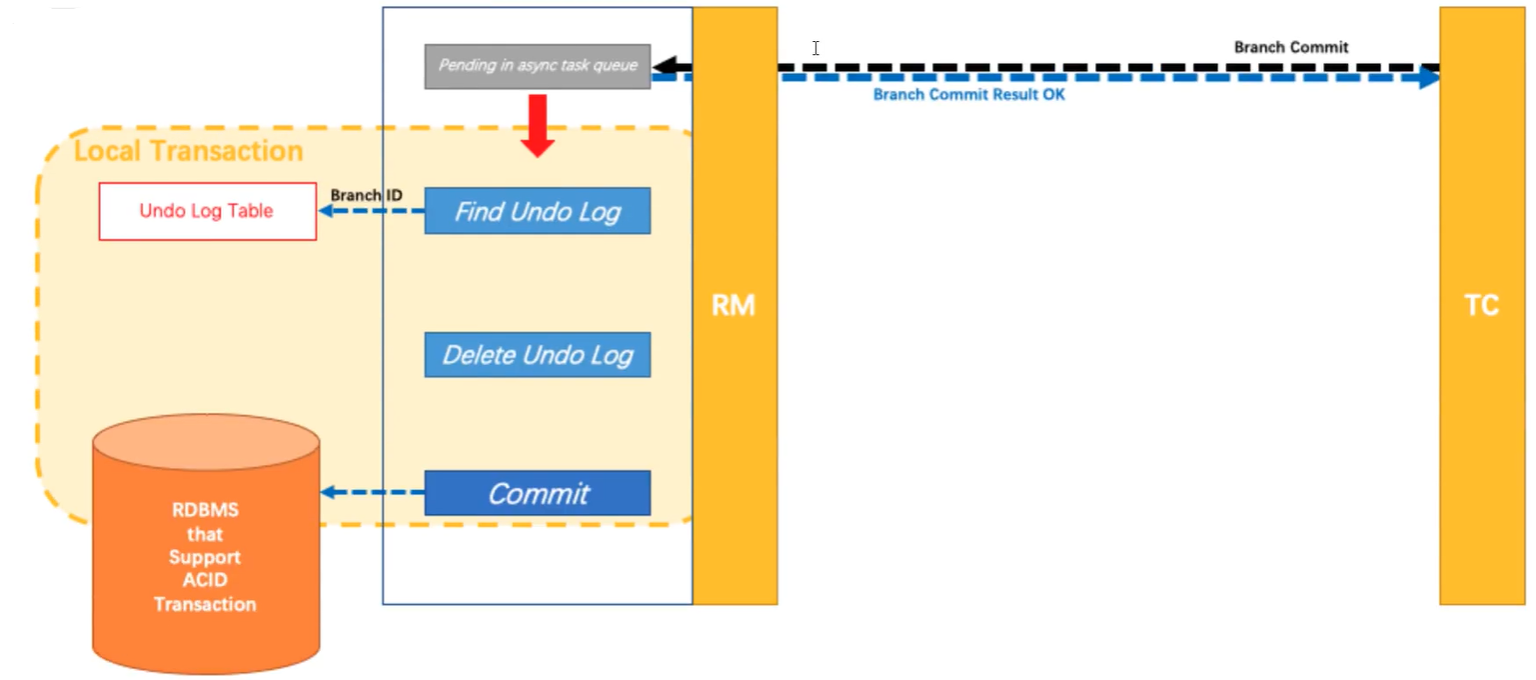 Branch Commit
Pending in async task queue
Branch Commit Result OK
Local Transaction
Branch ID
Undo Log Table
Find Undo Log
RM
TC
Delete Undo Log
Commit
RDBMS
that
Support
ACID
Transaction